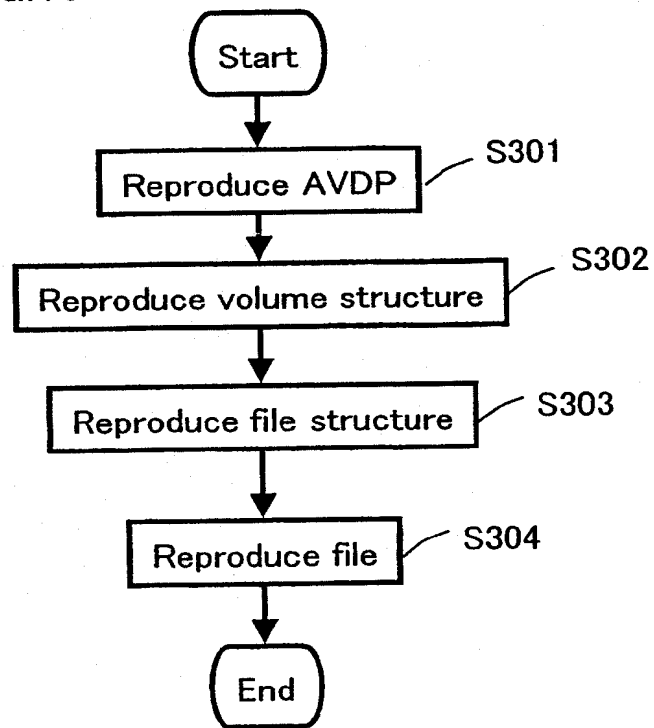 Start
Reproduce AVDP
S301
Reproduce volume structure
S302
Reproduce file structure
S303
Reproduce file
S304
End